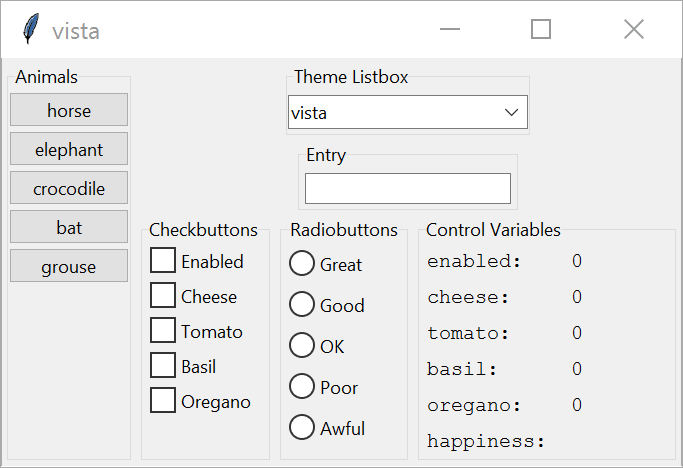 vista
Animals
horse
elephant
crocodile
bat
grouse
Theme Listbox
vista
Entry
Checkbuttons
Enabled
Cheese
Tomato
Basil
Oregano
Radiobuttons
Great
Good
OK
Poor
Awful
Control Variables
enabled: 0
cheese: 0
tomato: 0
basil: 0
oregano: 0
happiness: